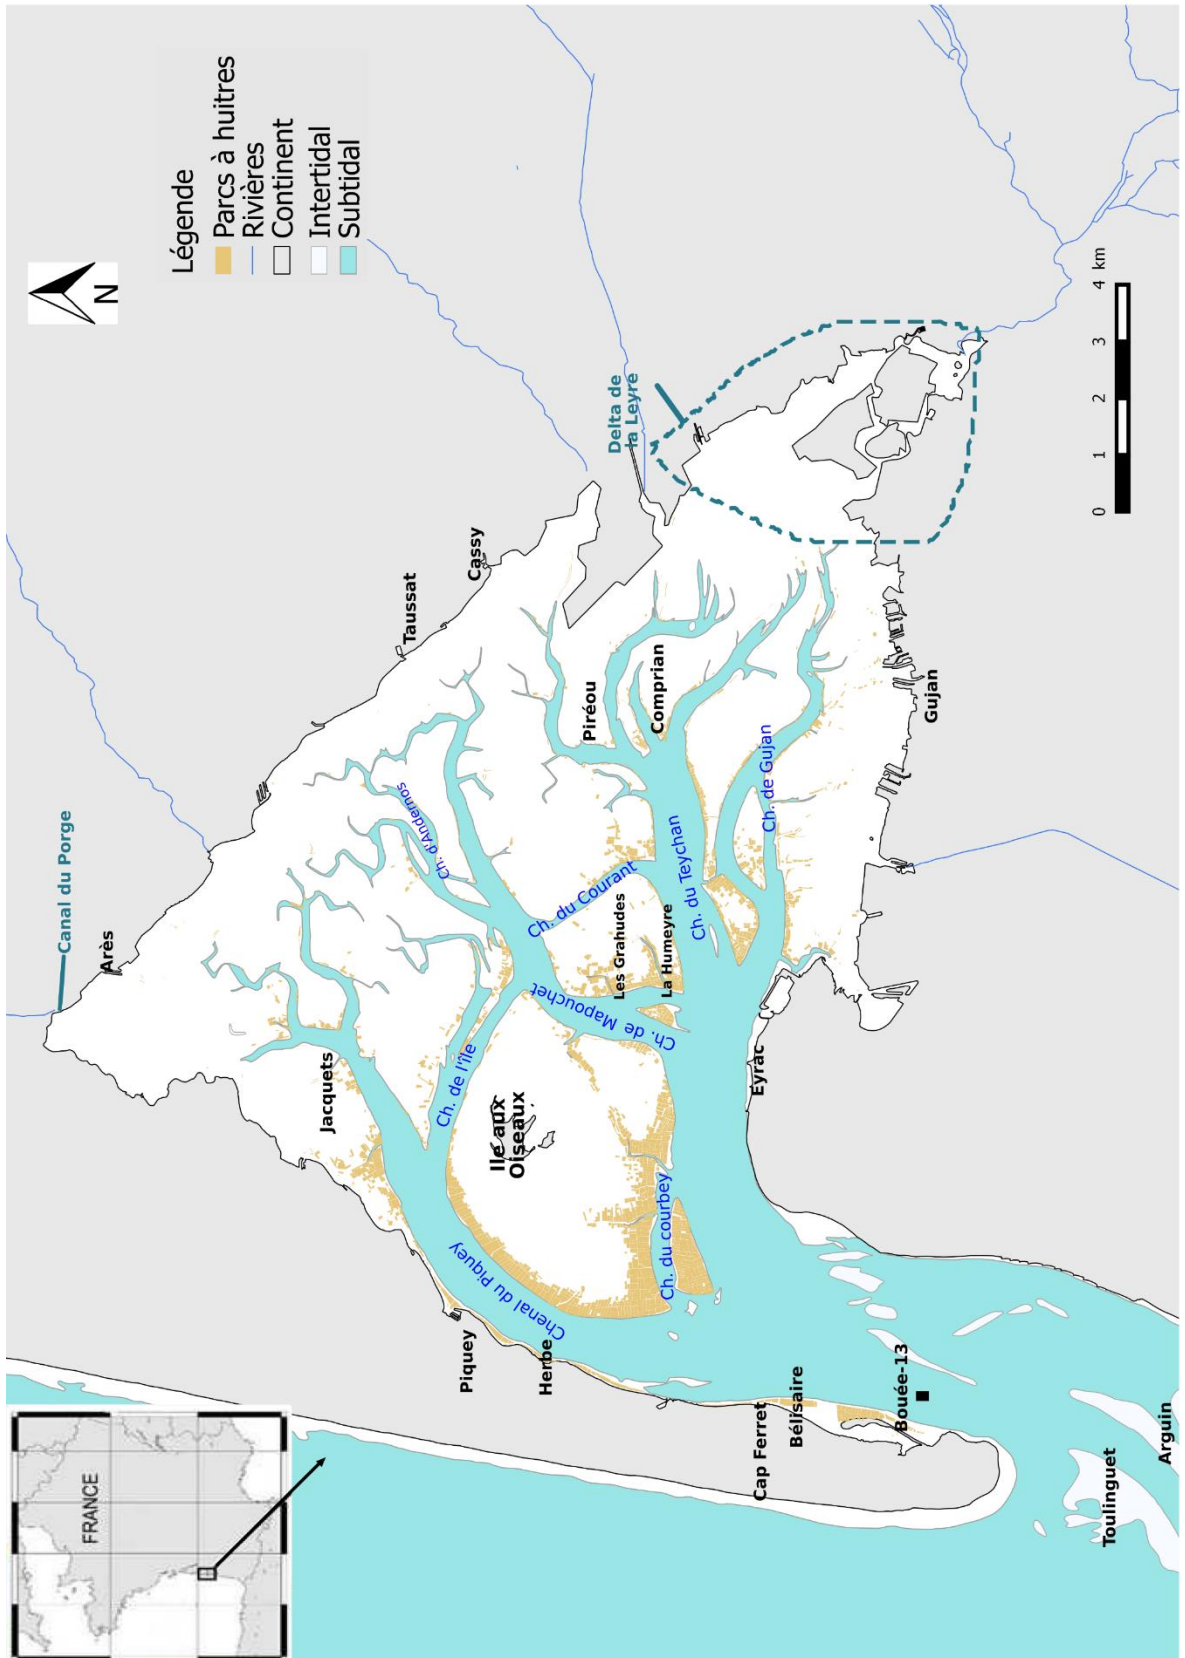 FRANCE
N
Légende
Parcs à huitres
Rivières
Continent
Intertidal
Subtidal
Canal du Porge
Arès
Taussat
Cassy
Delta de
la Leyre
Jacquets
Ch. d'Andernos
Ch. de l'île
Ile aux
Oiseaux
Piquey
Chenal du Piquey
Herbe
Ch. de Mapouchet
Ch. du Courant
Les Grahudes
La Humeyre
Piréou
Comprian
Ch. du Teychan
Ch. de Gujan
Ch. du courbey
Eyrac
Gujan
Cap Ferret
Bélisaire
Bouée-13
Toulinguet
Arguin
0 1 2 3 4 km